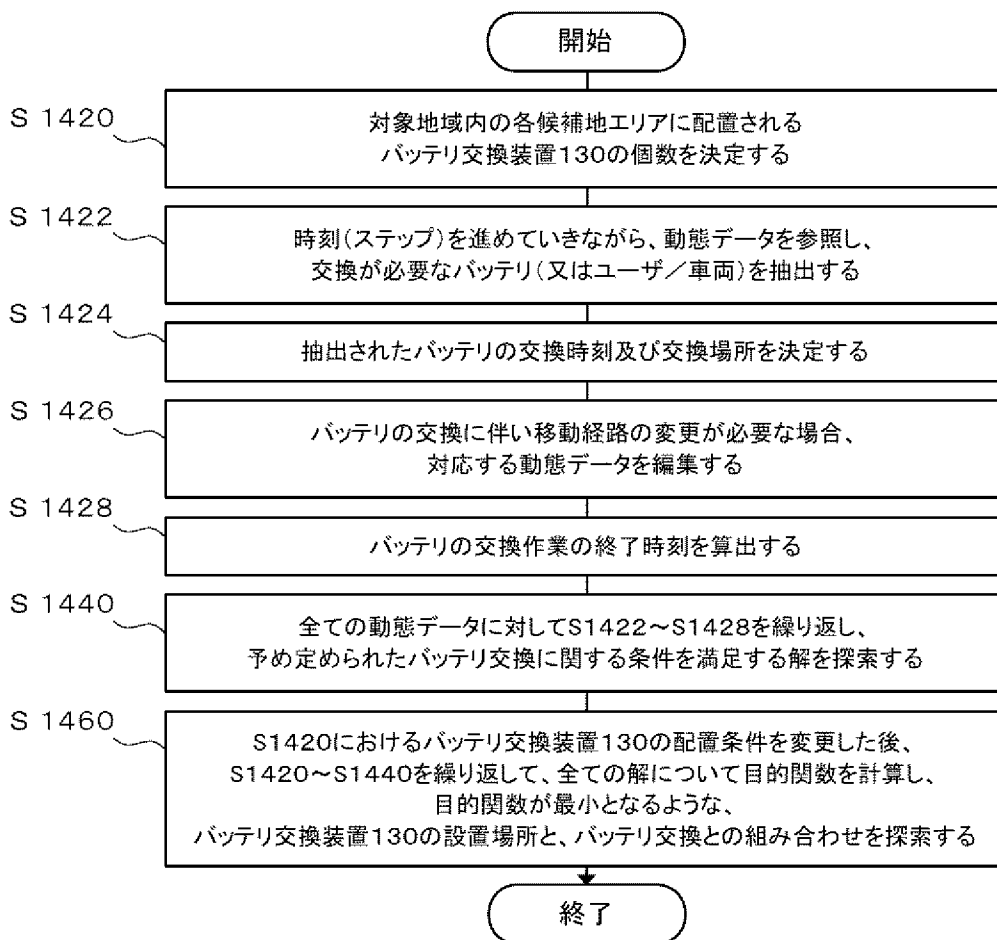 開始
S 1420
対象地域内の各候補地エリアに配置される
バッテリ交換装置130の個数を決定する
S 1422
時刻(ステップ)を進めていきながら、動態データを参照し、
交換が必要なバッテリ(又はユーザ/車両)を抽出する
S 1424
抽出されたバッテリの交換時刻及び交換場所を決定する
S 1426
バッテリの交換に伴い移動経路の変更が必要な場合、
対応する動態データを編集する
S 1428
バッテリの交換作業の終了時刻を算出する
S 1440
全ての動態データに対してS1422~S1428を繰り返し、
予め定められたバッテリ交換に関する条件を満足する解を探索する
S 1460
S1420におけるバッテリ交換装置130の配置条件を変更した後、
S1420~S1440を繰り返して、全ての解について目的関数を計算し、
目的関数が最小となるような、
バッテリ交換装置130の設置場所と、バッテリ交換との組み合わせを探索する
終了